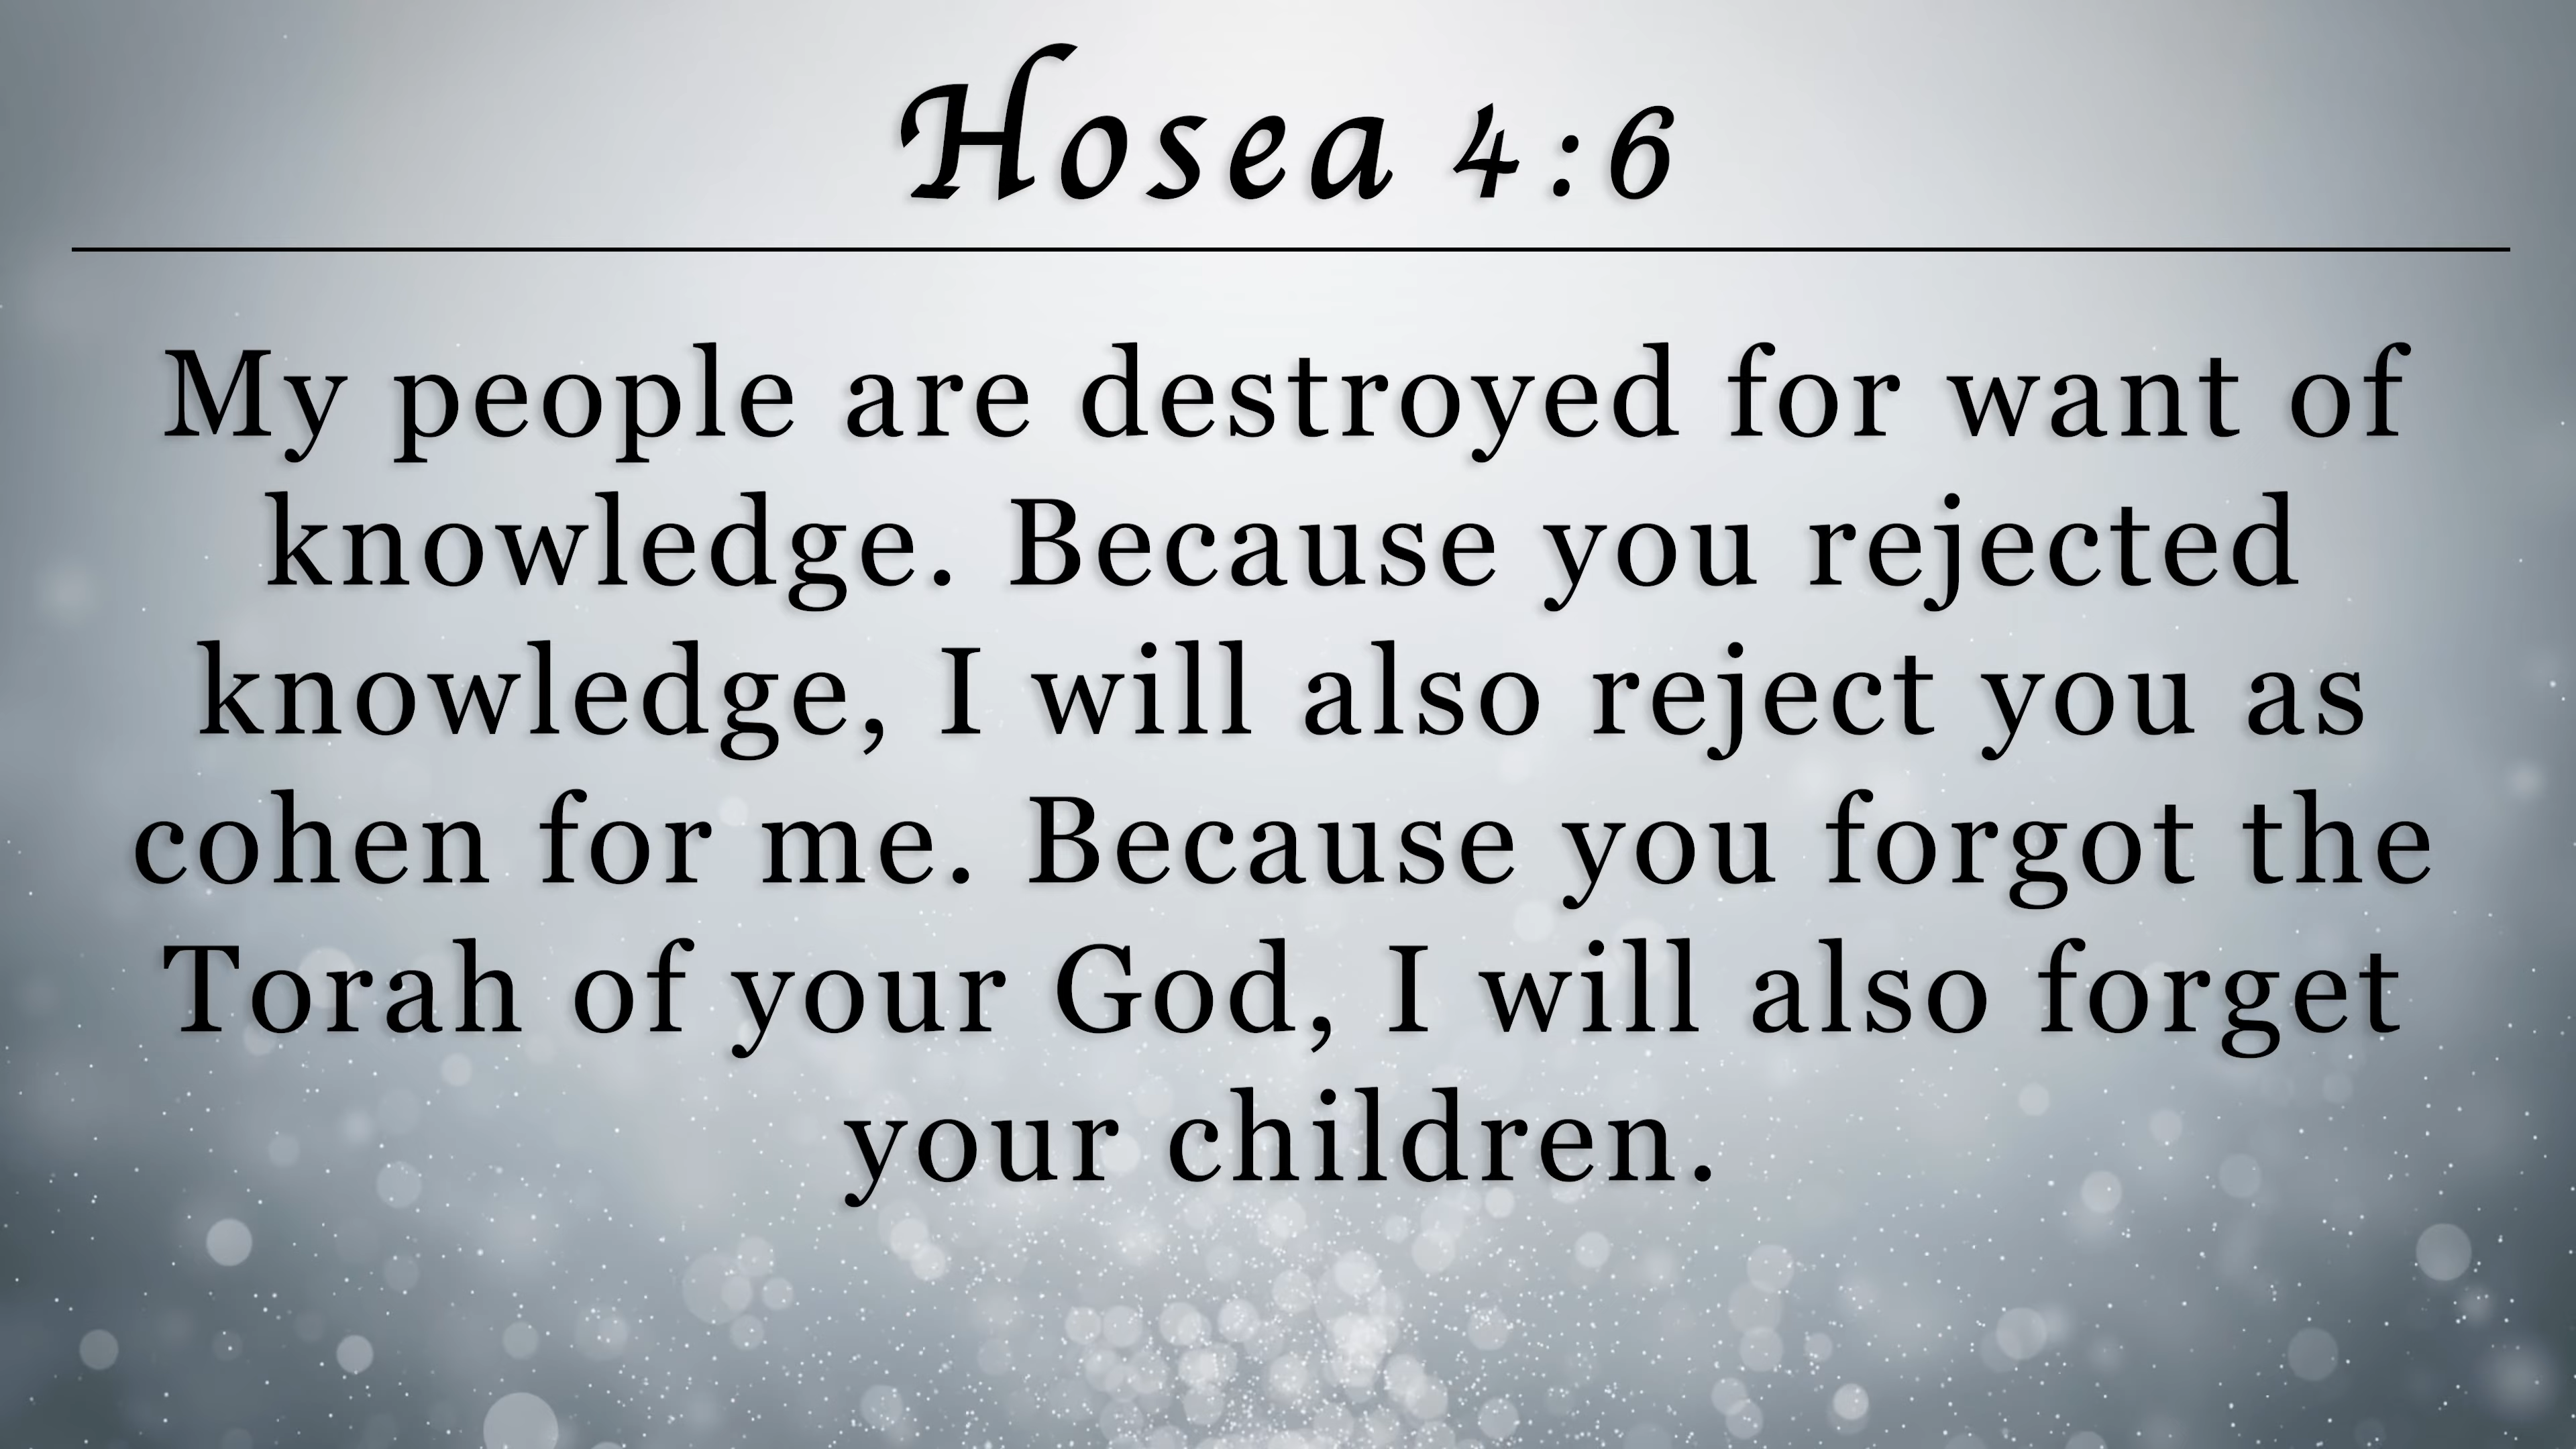 Hosea 4:6
My people are destroyed for want of
knowledge. Because you rejected
knowledge, I will also reject you as
cohen for me. Because you forgot the
Torah of your God, I will also forget
your children.